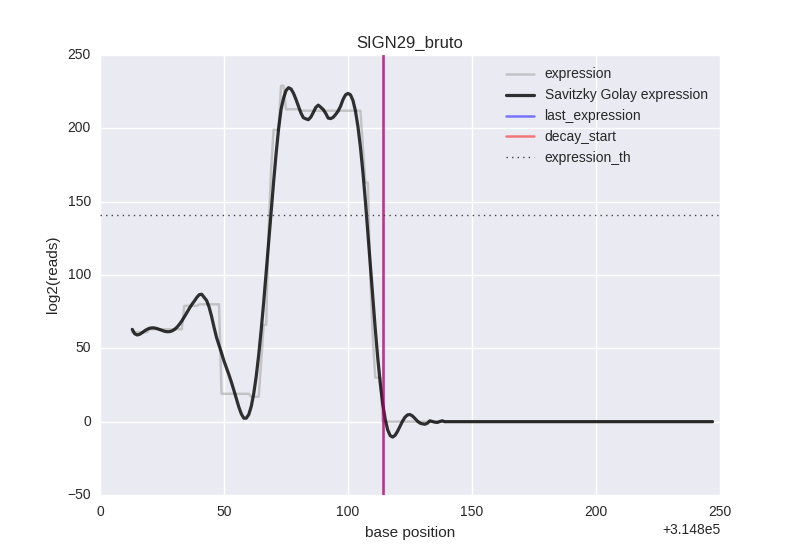 SIGN29_bruto
250
200
150
100
50
0
−50
log2(reads)
expression
Savitzky Golay expression
last_expression
decay_start
expression_th
0 50 100 150 200 250
+3.148e5
base position